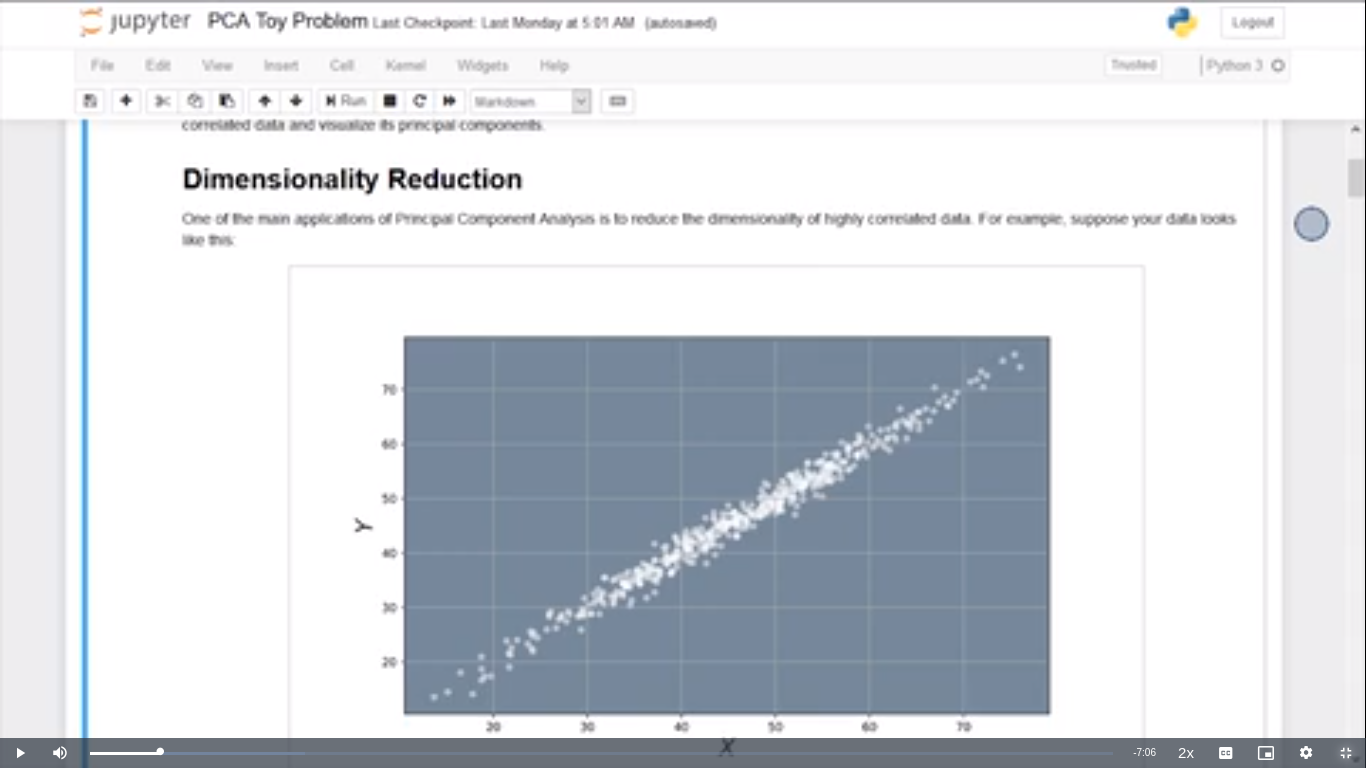 jupyter PCA Toy Problem Last Checkpoint: Last Monday at 5:01 AM (autosaved) Logout
File Edit View Insert Cell Kernel Widgets Help Trusted Python 3
Run Markdown
correlated data and visualize its principal components.
Dimensionality Reduction
One of the main applications of Principal Component Analysis is to reduce the dimensionality of highly correlated data. For example, suppose your data looks
like this:
70
60
50
Y
40
30
20
20 30 40 50 60 70
X
-7:06 2x CC